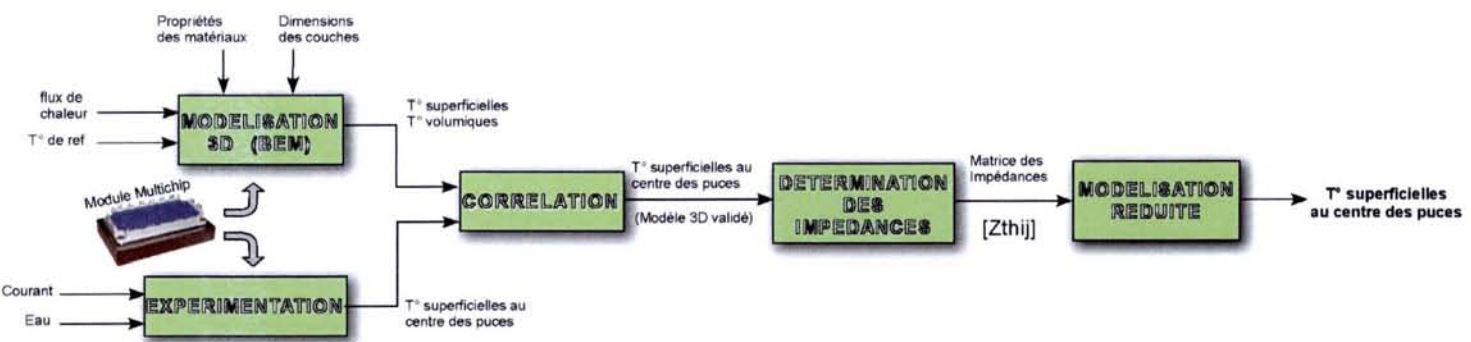 Propriétés
des matériaux
Dimensions
des couches
flux de
chaleur
T° de ref
MODELISATION
3D (BEM)
T° superficielles
T° volumiques
Module Multichip
Courant
Eau
EXPERIMENTATION
T° superficielles au
centre des puces
CORRELATION
T° superficielles au
centre des puces
(Modèle 3D validé)
DETERMINATION
DES
IMPEDANCES
Matrice des
Impédances
[Zthij]
MODELISATION
REDUITE
T° superficielles
au centre des puces